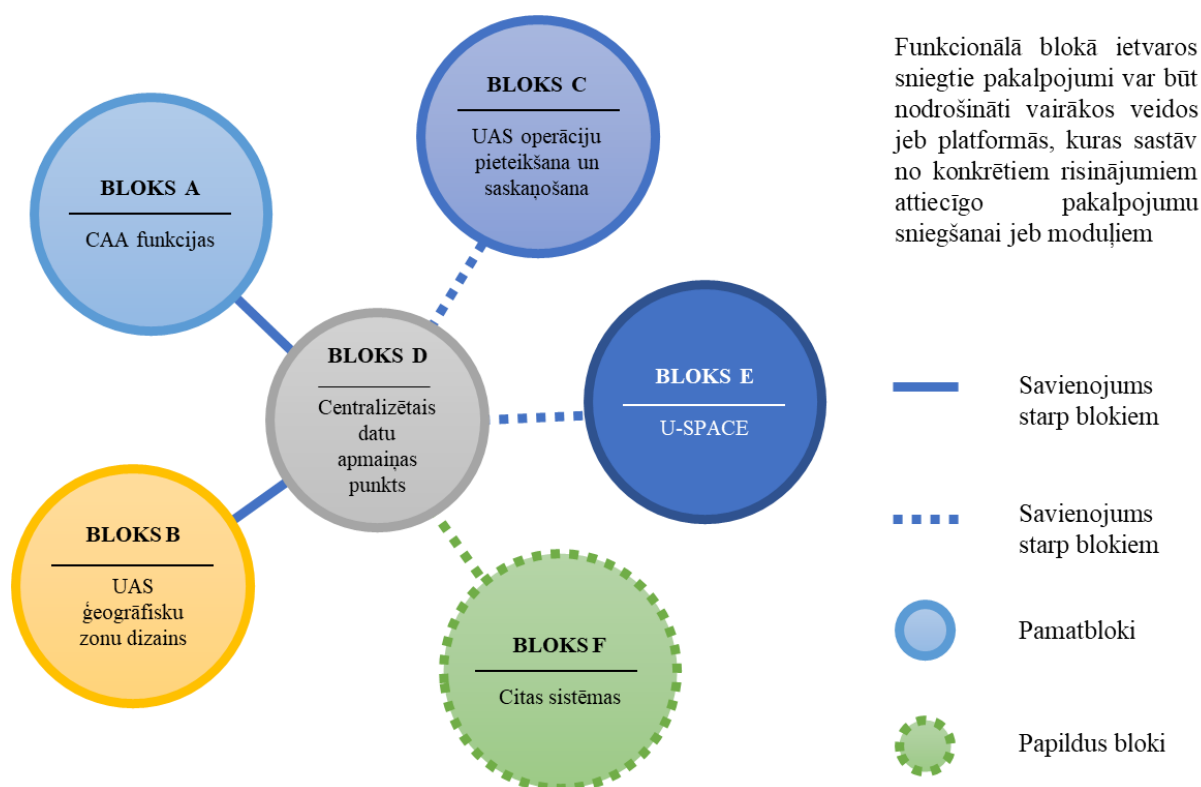 BLOKS A
CAA funkcijas
BLOKS C
UAS operāciju
pieteikšana un
saskaņošana
BLOKS D
Centralizētais
datu
apmaiņas
punkts
BLOKS E
U-SPACE
BLOKS B
UAS
ģeogrāfisku
zonu dizains
BLOKS F
Citas sistēmas
Funkcionālā blokā ietvaros
sniegtie pakalpojumi var būt
nodrošināti vairākos veidos
jeb platformās, kuras sastāv
no konkrētiem risinājumiem
attiecīgo pakalpojumu
sniegšanai jeb moduļiem
Savienojums
starp blokiem
Savienojums
starp blokiem
Pamatbloki
Papildus bloki